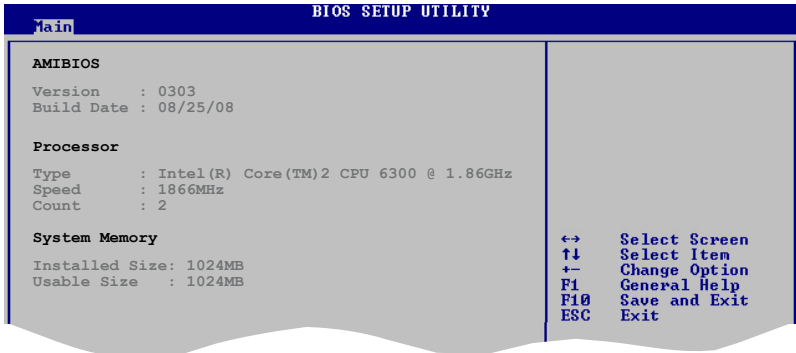 BIOS SETUP UTILITY
Main
AMIBIOS
Version : 0303
Build Date : 08/25/08
Processor
Type : Intel(R) Core(TM)2 CPU 6300 @ 1.86GHz
Speed : 1866MHz
Count : 2
System Memory
Installed Size: 1024MB
Usable Size : 1024MB
←→ Select Screen
↑↓ Select Item
+- Change Option
F1 General Help
F10 Save and Exit
ESC Exit